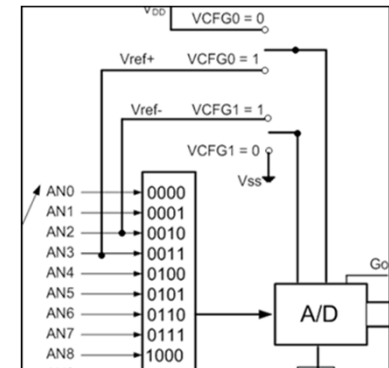 VDD
VCFG0 = 0
Vref+ VCFG0 = 1
Vref- VCFG1 = 1
VCFG1 = 0
Vss
AN0 0000
AN1 0001
AN2 0010
AN3 0011
AN4 0100
AN5 0101
AN6 0110
AN7 0111
AN8 1000
Go
A/D